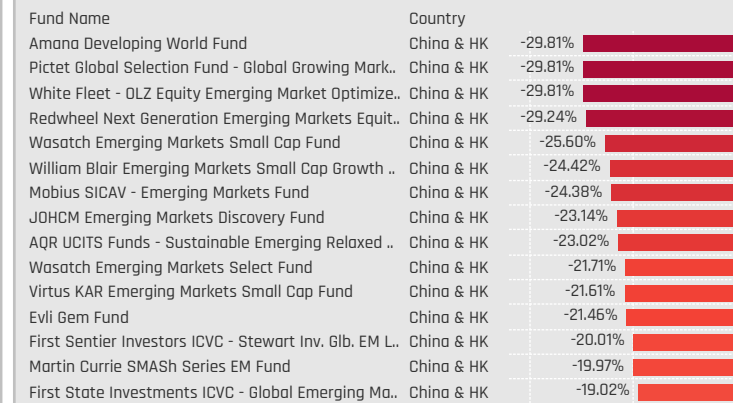 Fund Name Country
Amana Developing World Fund China & HK -29.81%
Pictet Global Selection Fund - Global Growing Mark.. China & HK -29.81%
White Fleet - OLZ Equity Emerging Market Optimize.. China & HK -29.81%
Redwheel Next Generation Emerging Markets Equit.. China & HK -29.24%
Wasatch Emerging Markets Small Cap Fund China & HK -25.60%
William Blair Emerging Markets Small Cap Growth .. China & HK -24.42%
Mobius SICAV - Emerging Markets Fund China & HK -24.38%
JOHCM Emerging Markets Discovery Fund China & HK -23.14%
AQR UCITS Funds - Sustainable Emerging Relaxed .. China & HK -23.02%
Wasatch Emerging Markets Select Fund China & HK -21.71%
Virtus KAR Emerging Markets Small Cap Fund China & HK -21.61%
Evli Gem Fund China & HK -21.46%
First Sentier Investors ICVC - Stewart Inv. Glb. EM L.. China & HK -20.01%
Martin Currie SMASh Series EM Fund China & HK -19.97%
First State Investments ICVC - Global Emerging Ma.. China & HK -19.02%